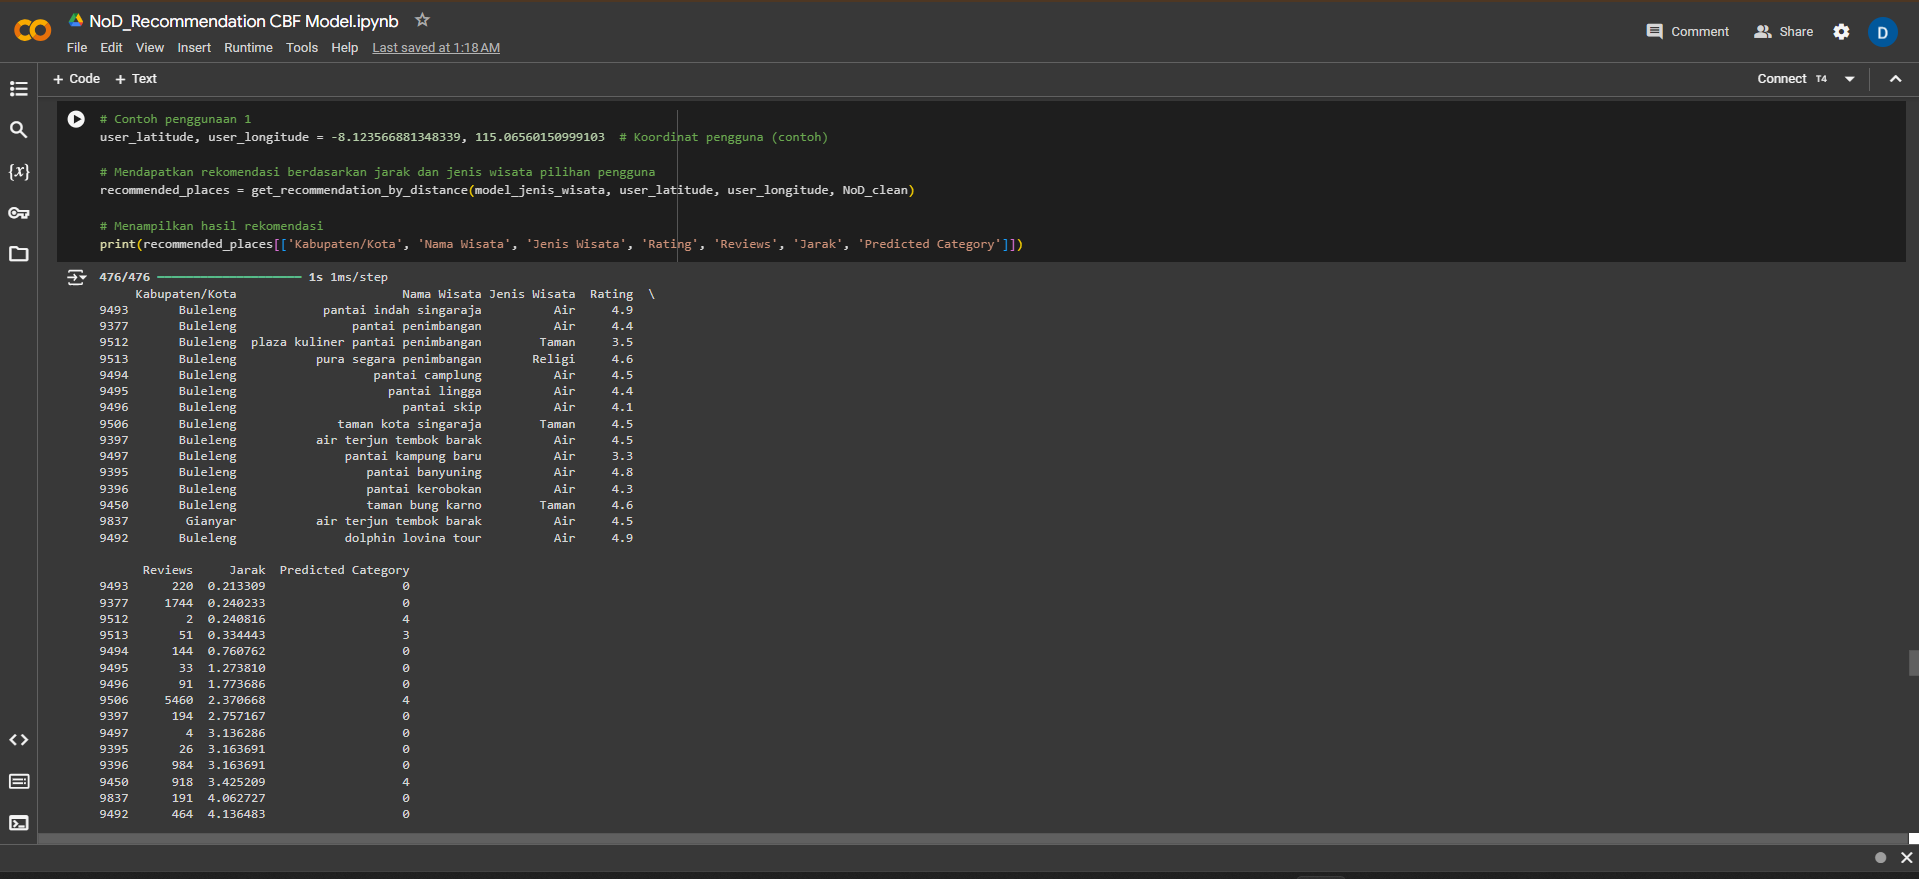 NoD_Recommendation CBF Model.ipynb
File Edit View Insert Runtime Tools Help Last saved at 1:18 AM
Comment Share D
+ Code + Text
Connect T4
# Contoh penggunaan 1
user_latitude, user_longitude = -8.123566881348339, 115.06560150999103 # Koordinat pengguna (contoh)
# Mendapatkan rekomendasi berdasarkan jarak dan jenis wisata pilihan pengguna
recommended_places = get_recommendation_by_distance(model_jenis_wisata, user_latitude, user_longitude, NoD_clean)
# Menampilkan hasil rekomendasi
print(recommended_places[['Kabupaten/Kota', 'Nama Wisata', 'Jenis Wisata', 'Rating', 'Reviews', 'Jarak', 'Predicted Category']])
{x}
476/476 1s 1ms/step
Kabupaten/Kota Nama Wisata Jenis Wisata Rating \
9493 Buleleng pantai indah singaraja Air 4.9
9377 Buleleng pantai penimbangan Air 4.4
9512 Buleleng plaza kuliner pantai penimbangan Taman 3.5
9513 Buleleng pura segara penimbangan Religi 4.6
9494 Buleleng pantai camplung Air 4.5
9495 Buleleng pantai lingga Air 4.4
9496 Buleleng pantai skip Air 4.1
9506 Buleleng taman kota singaraja Taman 4.5
9397 Buleleng air terjun tembok barak Air 4.5
9497 Buleleng pantai kampung baru Air 3.3
9395 Buleleng pantai banyuning Air 4.8
9396 Buleleng pantai kerobokan Air 4.3
9450 Buleleng taman bung karno Taman 4.6
9837 Gianyar air terjun tembok barak Air 4.5
9492 Buleleng dolphin lovina tour Air 4.9
Reviews Jarak Predicted Category
9493 220 0.213309 0
9377 1744 0.240233 0
9512 2 0.240816 4
9513 51 0.334443 3
9494 144 0.760762 0
9495 33 1.273810 0
9496 91 1.773686 0
9506 5460 2.370668 4
9397 194 2.757167 0
9497 4 3.136286 0
9395 26 3.163691 0
9396 984 3.163691 0
9450 918 3.425209 4
9837 191 4.062727 0
9492 464 4.136483 0